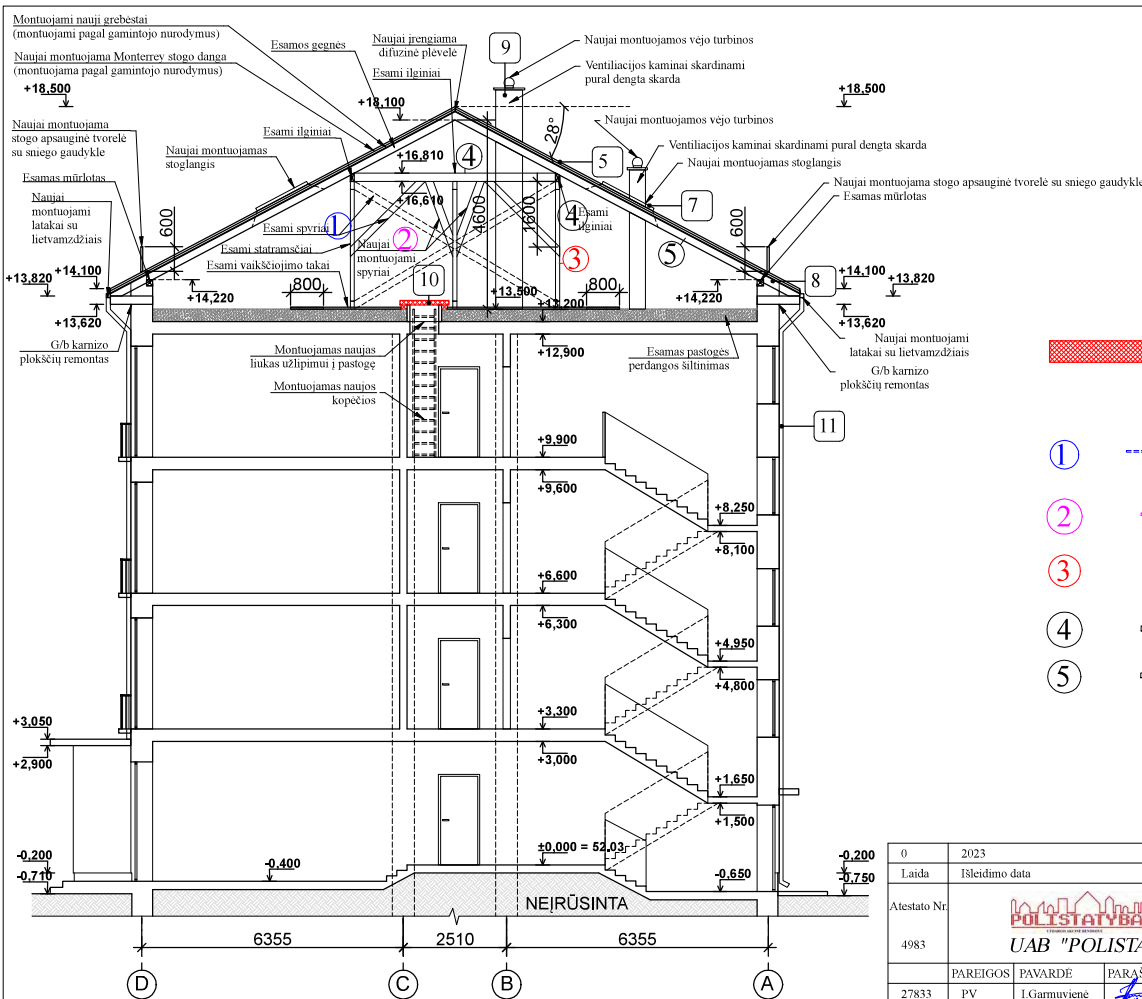 Montuojami nauji grebėstai
(montuojami pagal gamintojo nurodymus)
Naujai montuojama Monterrey stogo danga
(montuojama pagal gamintojo nurodymus)
+18,500
Esamos gegnės
Naujai įrengiama
difuzinė plėvelė
Esami ilginiai
+18,100
9
Naujai montuojamos vėjo turbinos
Ventiliacijos kaminai skardinami
pural dengta skarda
+18,500
28°
Naujai montuojamos vėjo turbinos
Ventiliacijos kaminai skardinami pural dengta skarda
Naujai montuojamas stoglangis
Naujai montuojama stogo apsauginė tvorelė su sniego gaudykle
Esamas mūrlotas
Naujai montuojama
stogo apsauginė tvorelė
su sniego gaudykle
Esami ilginiai
Naujai montuojamas
stoglangis
Esamas mūrlotas
Naujai
montuojami
latakai su
lietvamzdžiais
+16,810
4
5
7
+16,610
1
Esami spyriai
2
4600
1600
4
Esami
ilginiai
3
5
600
600
Esami statramsčiai
Naujai
montuojami
spyriai
Esami vaikščiojimo takai
+13,820
+14,100
+14,220
800
10
+13,500
800
+13,200
+14,220
8
+14,100
+13,820
+13,620
+13,620
G/b karnizo
plokščių remontas
Montuojamas naujas
liukas užlipimui į pastogę
Montuojamas naujos
kopėčios
+12,900
Esamas pastogės
perdangos šiltinimas
Naujai montuojami
latakai su lietvamzdžiais
G/b karnizo
plokščių remontas
11
+9,900
+9,600
+8,250
+8,100
+6,600
+6,300
+4,950
+4,800
+3,300
+3,000
+3,050
+2,900
+1,650
+1,500
±0,000 = 52.03
-0,200
-0,710
-0,400
-0,650
-0,200
-0,750
NEĮRŪSINTA
6355
2510
6355
D
C
B
A
1
2
3
4
5
0
2023
Laida
Išleidimo data
Atestato Nr.
4983
POLISTATYBA
UAB "POLISTA
PAREIGOS
PAVARDĖ
PARAŠ
27833
PV
I.Garmuvienė